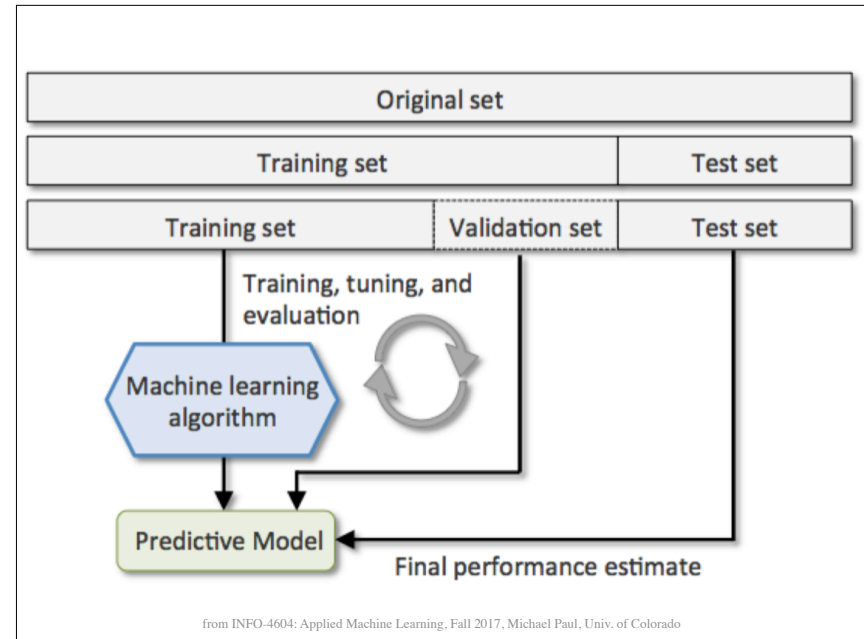 Original set
Training set
Test set
Training set
Validation set
Test set
Training, tuning, and
evaluation
Machine learning
algorithm
Predictive Model
Final performance estimate
from INFO-4604: Applied Machine Learning, Fall 2017, Michael Paul, Univ. of Colorado